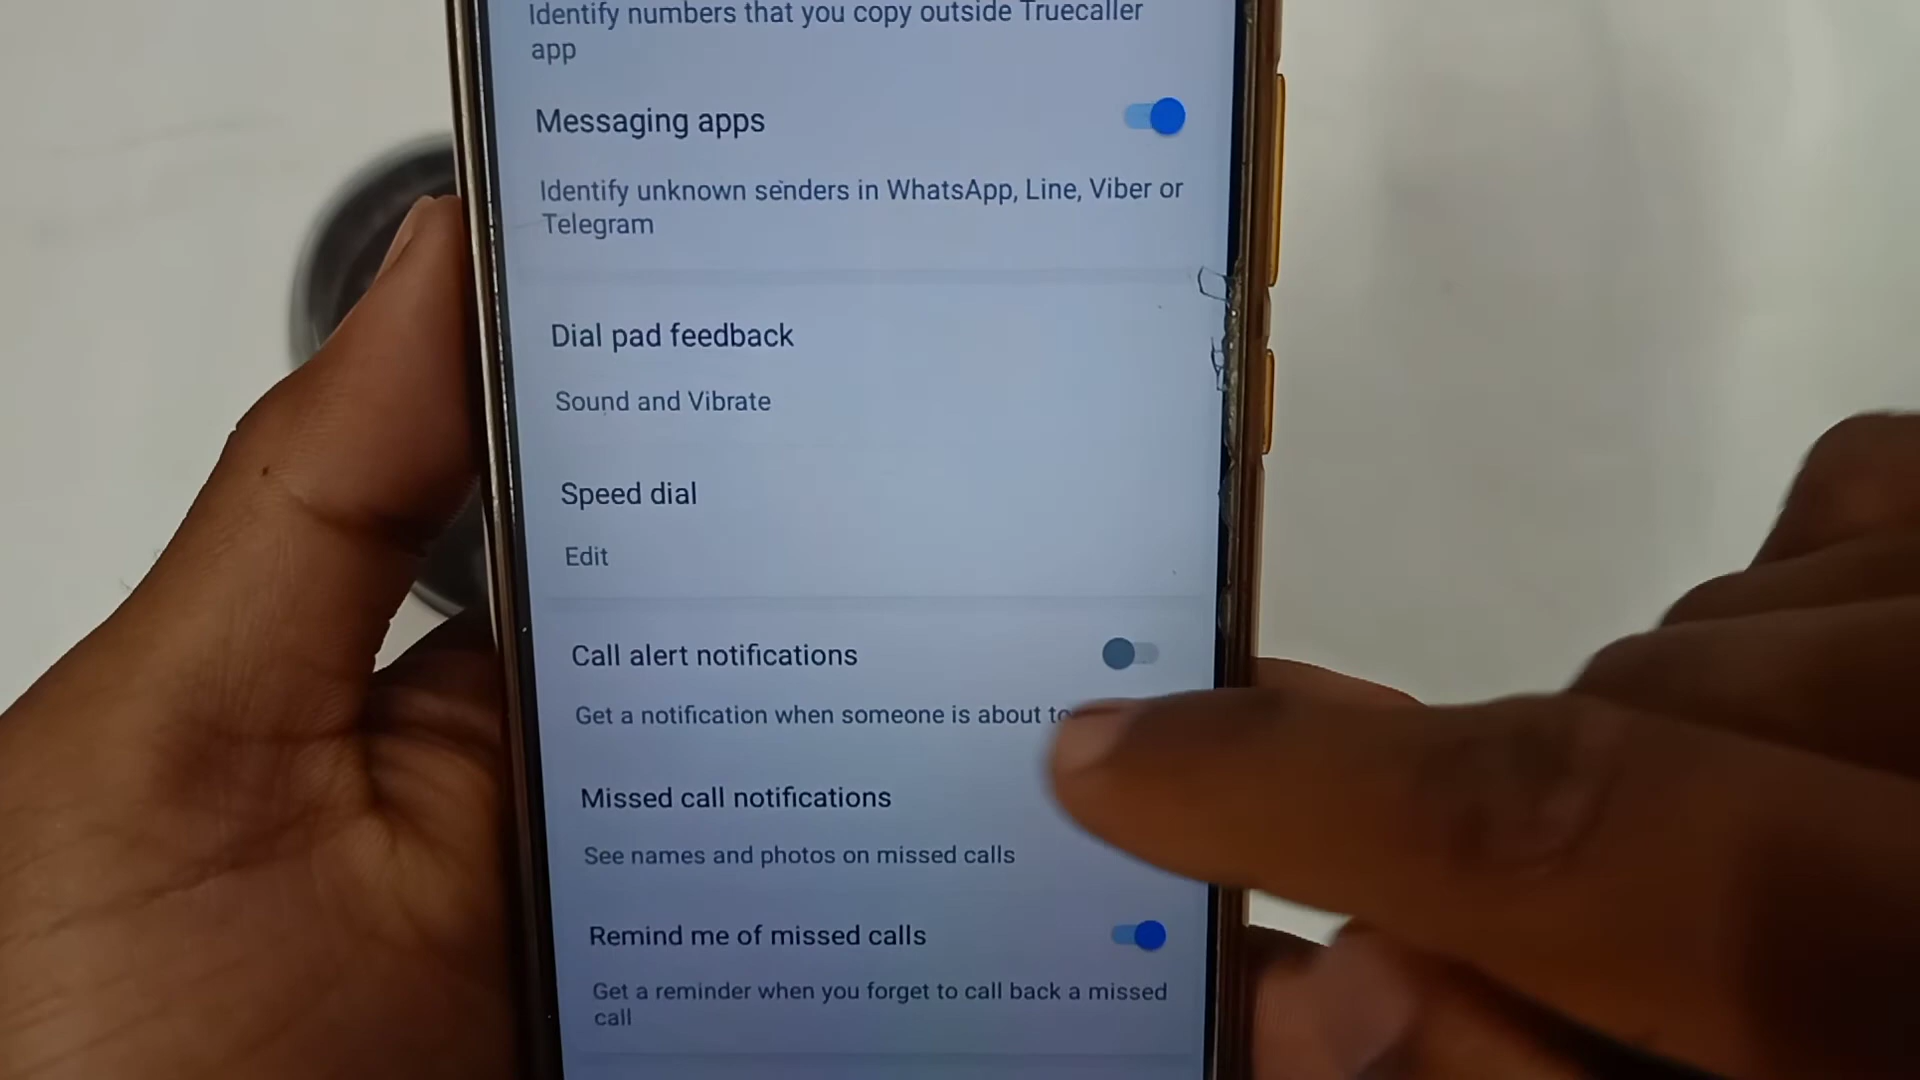 Identify numbers that you copy outside Truecaller
app
Messaging apps
Identify unknown senders in WhatsApp, Line, Viber or
Telegram
Dial pad feedback
Sound and Vibrate
Speed dial
Edit
Call alert notifications
Get a notification when someone is about to
Missed call notifications
See names and photos on missed calls
Remind me of missed calls
Get a reminder when you forget to call back a missed
call